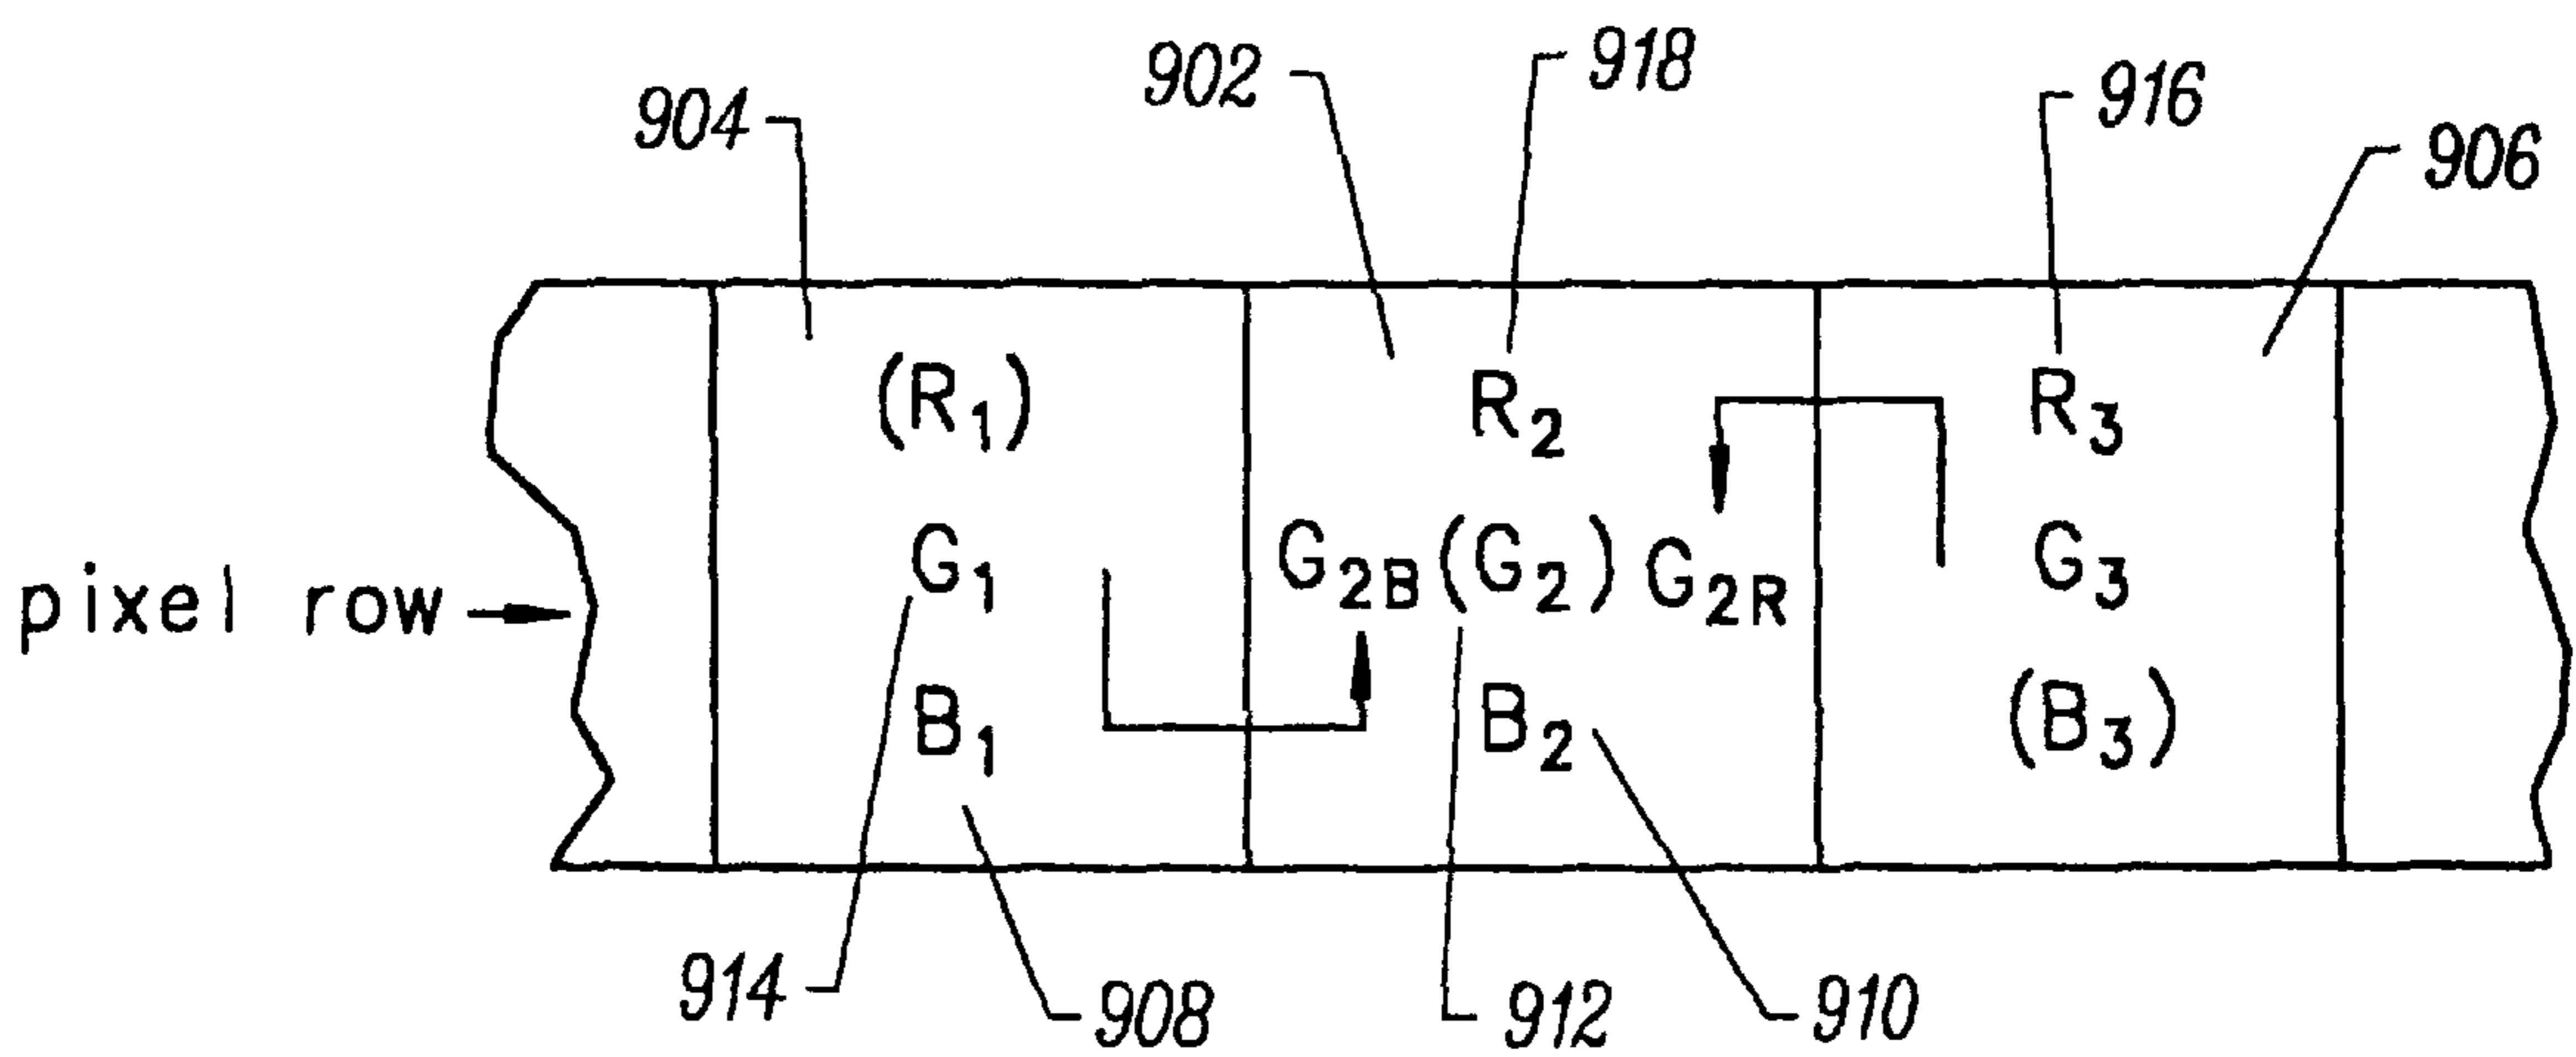 904 902 918 916 906
(R₁) R₂ R₃
pixel row G₁ G₂B (G₂) G₂R G₃
B₁ B₂ (B₃)
914 908 912 910